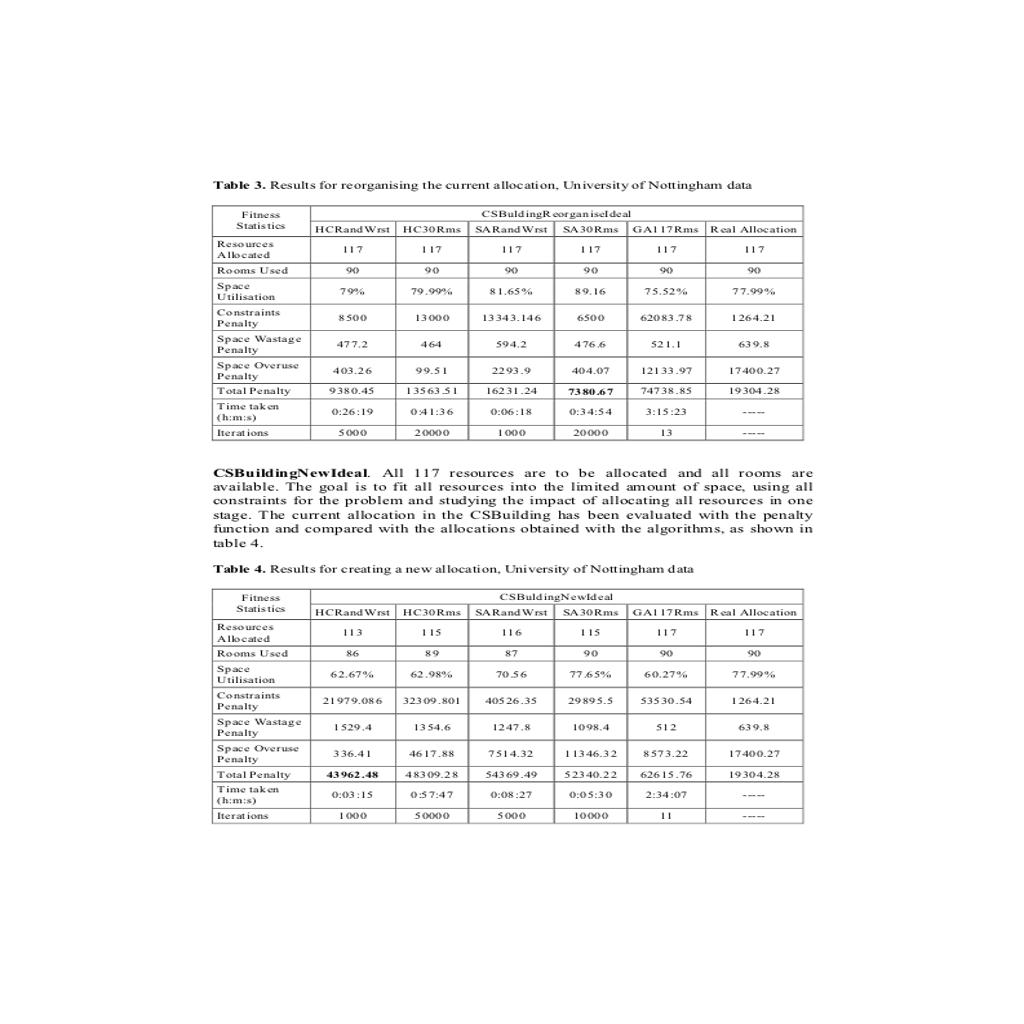 Table 3. Results for reorganising the current allocation, University of Nottingham data
Fitness Statistics CSBuldingReorganiseIdeal
HCRandWrst HC30Rms SARandWrst SA30Rms GA117Rms Real Allocation
Resources Allocated 117 117 117 117 117 117
Rooms Used 90 90 90 90 90 90
Space Utilisation 79% 79.99% 81.65% 89.16 75.52% 77.99%
Constraints Penalty 8500 13000 13343.146 6500 62083.78 1264.21
Space Wastage Penalty 477.2 464 594.2 476.6 521.1 639.8
Space Overuse Penalty 403.26 99.51 2293.9 404.07 12133.97 17400.27
Total Penalty 9380.45 13563.51 16231.24 7380.67 74738.85 19304.28
Time taken (h:m:s) 0:26:19 0:41:36 0:06:18 0:34:54 3:15:23 -----
Iterations 5000 20000 1000 20000 13 -----
CSBuildingNewIdeal. All 117 resources are to be allocated and all rooms are
available. The goal is to fit all resources into the limited amount of space, using all
constraints for the problem and studying the impact of allocating all resources in one
stage. The current allocation in the CSBuilding has been evaluated with the penalty
function and compared with the allocations obtained with the algorithms, as shown in
table 4.
Table 4. Results for creating a new allocation, University of Nottingham data
Fitness Statistics CSBuldingNewIdeal
HCRandWrst HC30Rms SARandWrst SA30Rms GA117Rms Real Allocation
Resources Allocated 113 115 116 115 117 117
Rooms Used 86 89 87 90 90 90
Space Utilisation 62.67% 62.98% 70.56 77.65% 60.27% 77.99%
Constraints Penalty 21979.086 32309.801 40526.35 29895.5 53530.54 1264.21
Space Wastage Penalty 1529.4 1354.6 1247.8 1098.4 512 639.8
Space Overuse Penalty 336.41 4617.88 7514.32 11346.32 8573.22 17400.27
Total Penalty 43962.48 48309.28 54369.49 52340.22 62615.76 19304.28
Time taken (h:m:s) 0:03:15 0:57:47 0:08:27 0:05:30 2:34:07 -----
Iterations 1000 50000 5000 10000 11 -----